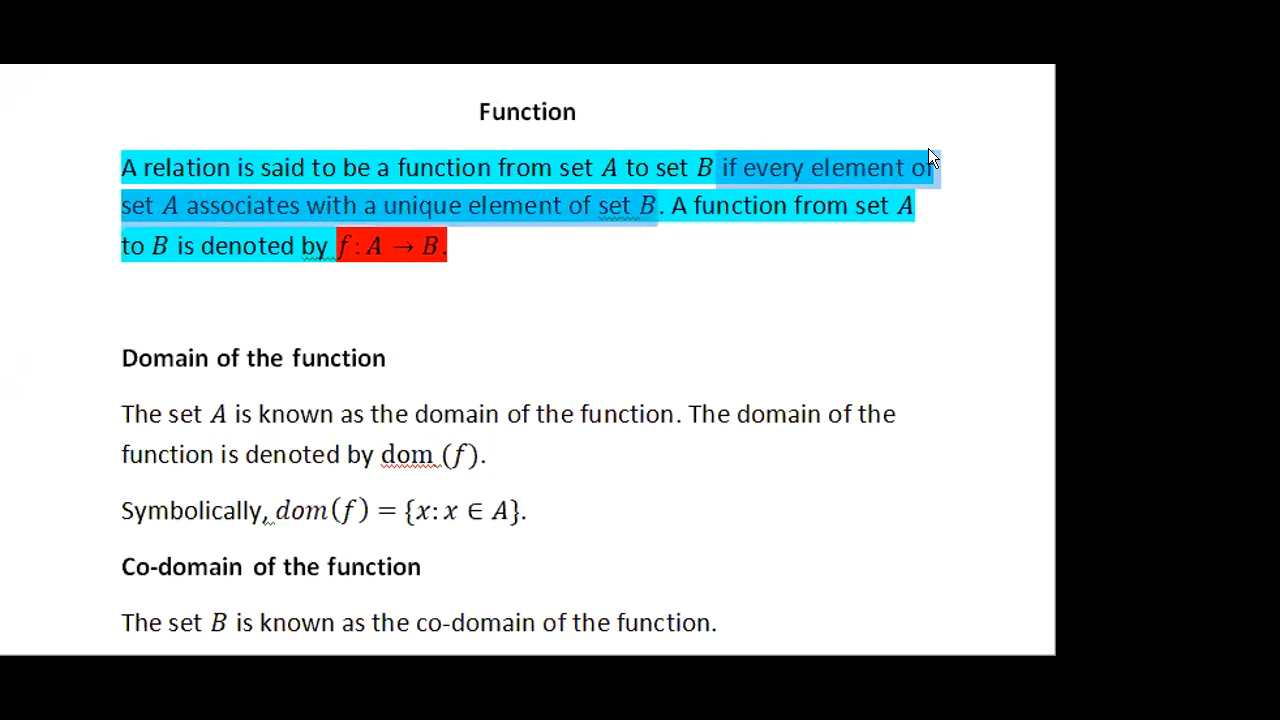 Function
A relation is said to be a function from set A to set B if every element of
set A associates with a unique element of set B. A function from set A
to B is denoted by f : A → B.
Domain of the function
The set A is known as the domain of the function. The domain of the
function is denoted by dom (f).
Symbolically, dom(f) = {x: x ∈ A}.
Co-domain of the function
The set B is known as the co-domain of the function.